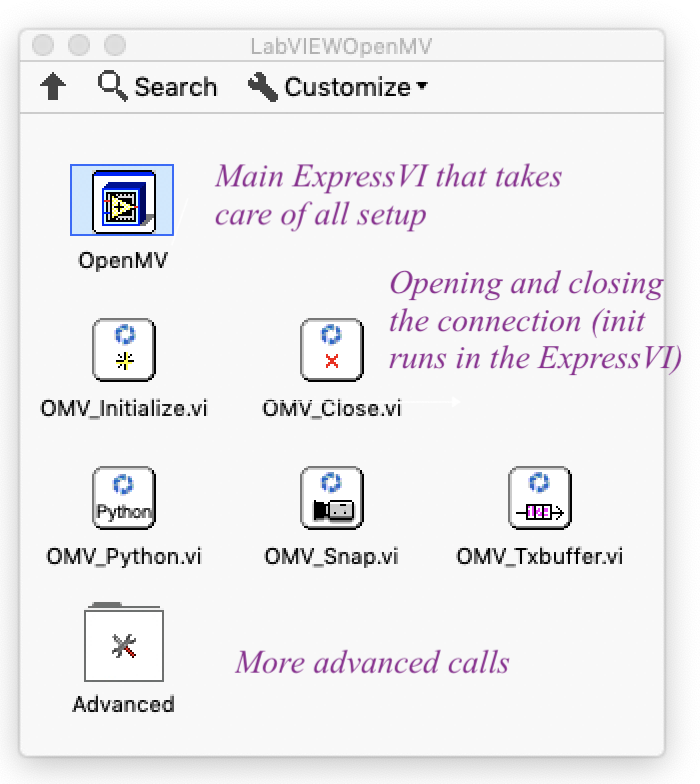 LabVIEWOpenMV
Search Customize
Main ExpressVI that takes
care of all setup
OpenMV
Opening and closing
the connection (init
runs in the ExpressVI)
OMV_Initialize.vi OMV_Close.vi
Python
OMV_Python.vi OMV_Snap.vi OMV_Txbuffer.vi
More advanced calls
Advanced